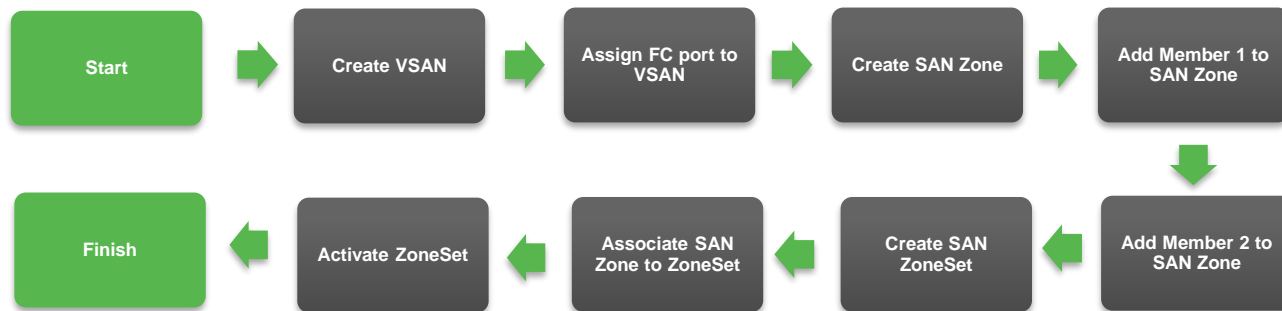 Start
Create VSAN
Assign FC port to
VSAN
Create SAN Zone
Add Member 1 to
SAN Zone
Add Member 2 to
SAN Zone
Create SAN
ZoneSet
Associate SAN
Zone to ZoneSet
Activate ZoneSet
Finish